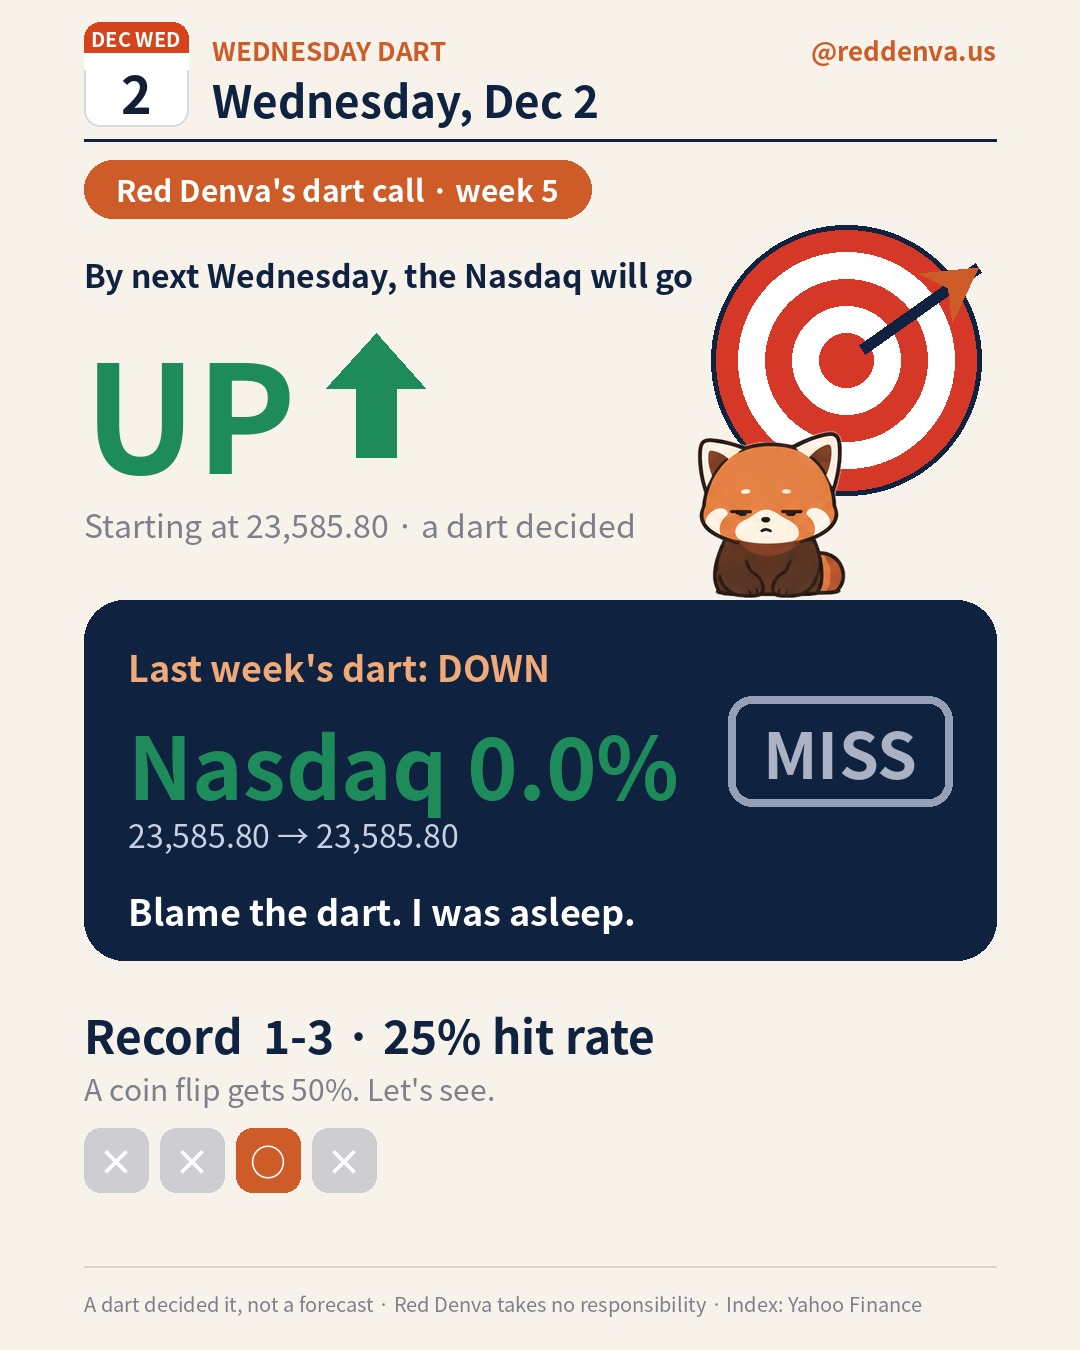 DEC WED
2
WEDNESDAY DART
Wednesday, Dec 2
@reddenva.us
Red Denva's dart call · week 5
By next Wednesday, the Nasdaq will go
UP
Starting at 23,585.80 · a dart decided
Last week's dart: DOWN
Nasdaq 0.0%
23,585.80 → 23,585.80
MISS
Blame the dart. I was asleep.
Record 1-3 · 25% hit rate
A coin flip gets 50%. Let's see.
× × ○ ×
A dart decided it, not a forecast · Red Denva takes no responsibility · Index: Yahoo Finance